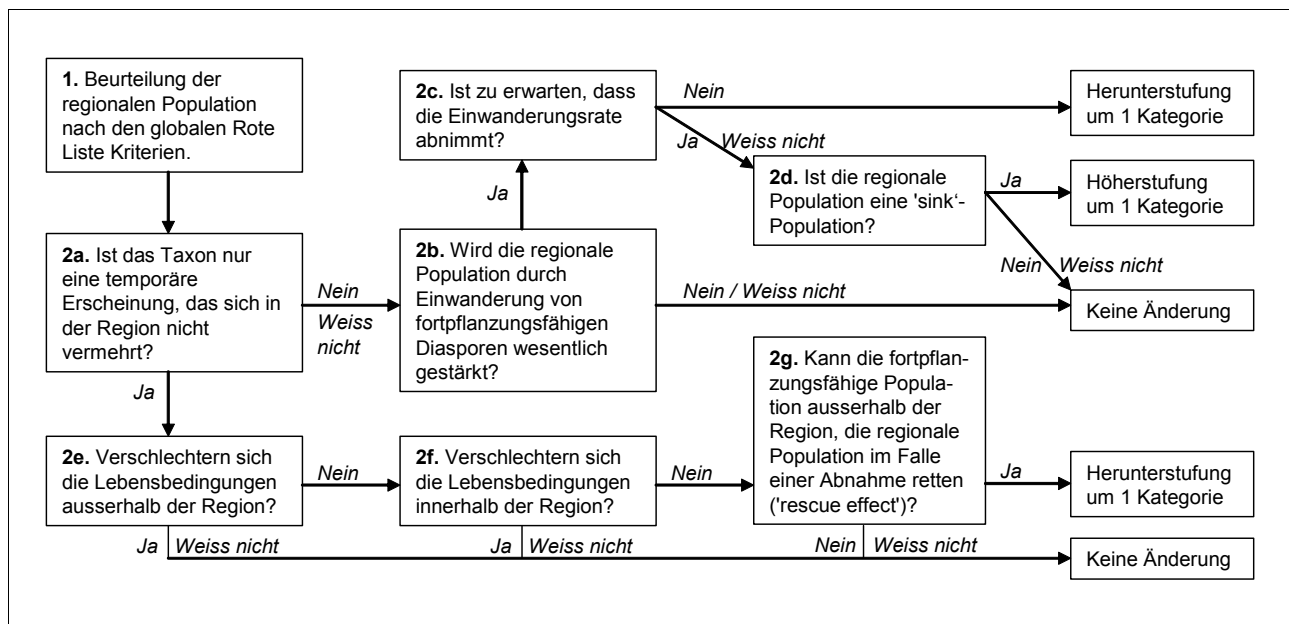 1. Beurteilung der
regionalen Population
nach den globalen Rote
Liste Kriterien.
2c. Ist zu erwarten, dass
die Einwanderungsrate
abnimmt?
Nein
Herunterstufung
um 1 Kategorie
Ja Weiss nicht
2d. Ist die regionale
Population eine 'sink‘-
Population?
Ja
Höherstufung
um 1 Kategorie
Ja
2a. Ist das Taxon nur
eine temporäre
Erscheinung, das sich in
der Region nicht
vermehrt?
Nein
Weiss
nicht
2b. Wird die regionale
Population durch
Einwanderung von
fortpflanzungsfähigen
Diasporen wesentlich
gestärkt?
Nein / Weiss nicht
Nein Weiss nicht
Keine Änderung
Ja
2e. Verschlechtern sich
die Lebensbedingungen
ausserhalb der Region?
Nein
2f. Verschlechtern sich
die Lebensbedingungen
innerhalb der Region?
Nein
2g. Kann die fortpflan-
zungsfähige Popula-
tion ausserhalb der
Region, die regionale
Population im Falle
einer Abnahme retten
('rescue effect')?
Ja
Herunterstufung
um 1 Kategorie
Ja Weiss nicht
Ja Weiss nicht
Nein Weiss nicht
Keine Änderung